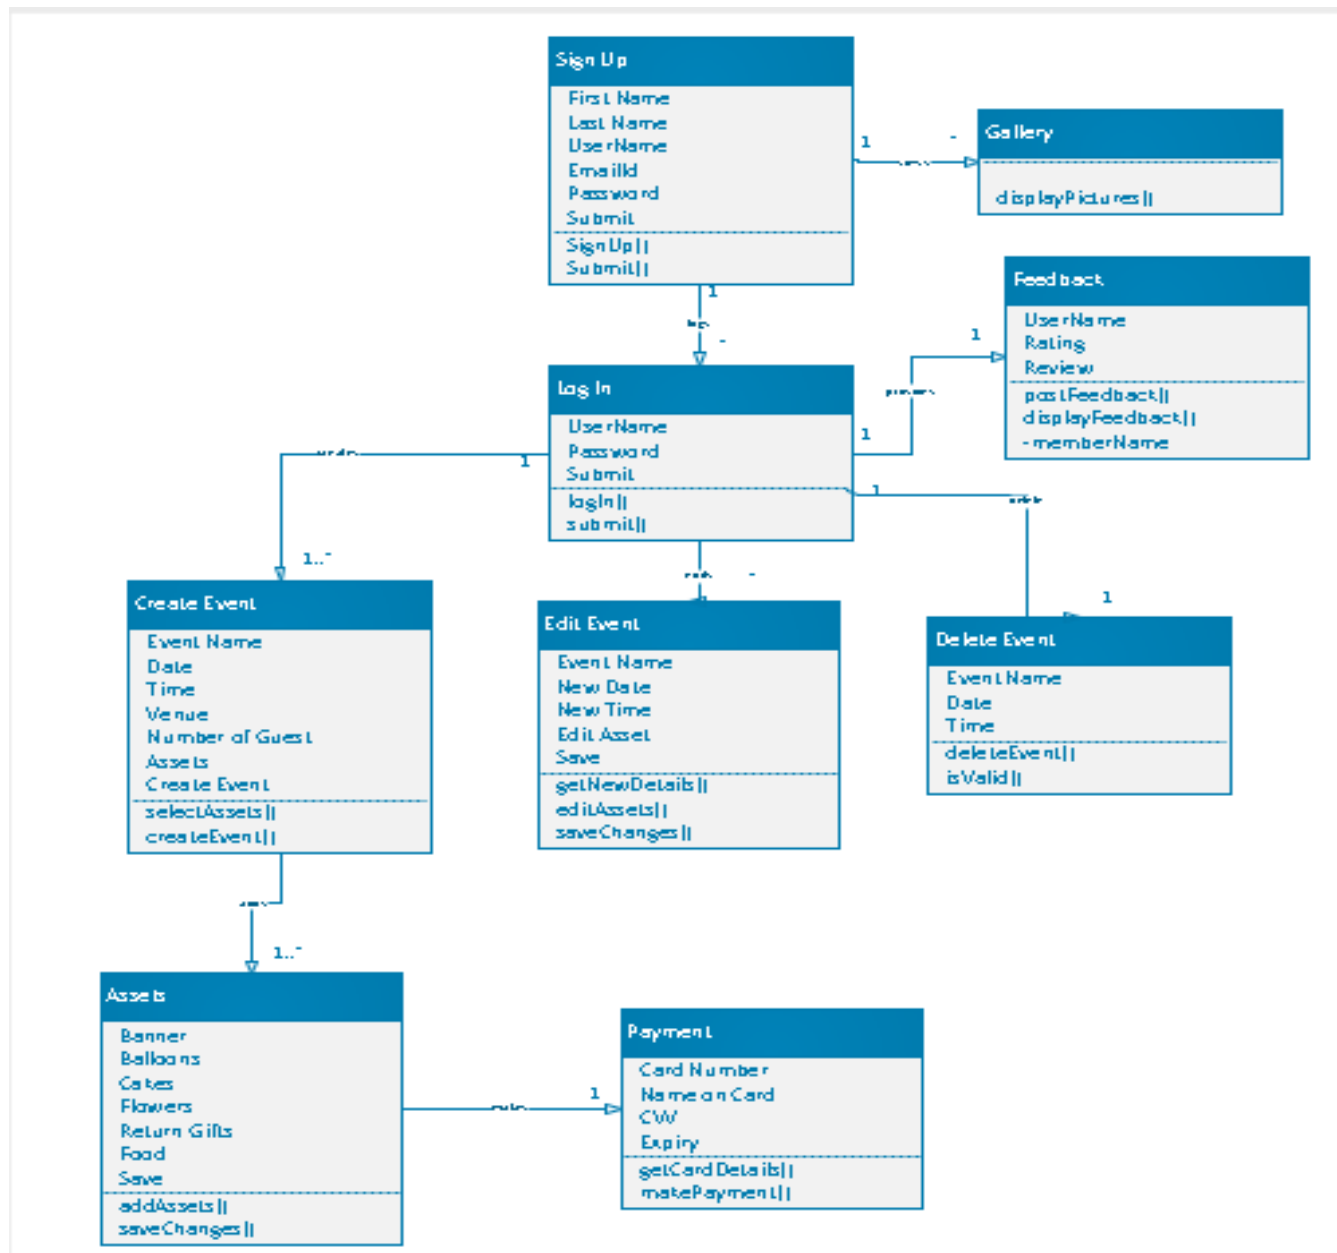 Sign Up
First Name
Last Name
UserName
EmailId
Password
Submit
SignUp()
Submit()
1
Gallery
displayPictures()
1
Feedback
UserName
Rating
Review
postFeedback()
displayFeedback()
-memberName
1
Log In
UserName
Password
Submit
logIn()
submit()
1
1
1
1..*
Create Event
Event Name
Date
Time
Venue
Number of Guest
Assets
Create Event
selectAssets()
createEvent()
Edit Event
Event Name
New Date
New Time
Edit Asset
Save
getNewDetails()
editAssets()
saveChanges()
1
Delete Event
Event Name
Date
Time
deleteEvent()
isValid()
1..*
Assets
Banner
Balloons
Cakes
Flowers
Return Gifts
Food
Save
addAssets()
saveChanges()
1
Payment
Card Number
Name on Card
CVV
Expiry
getCardDetails()
makePayment()